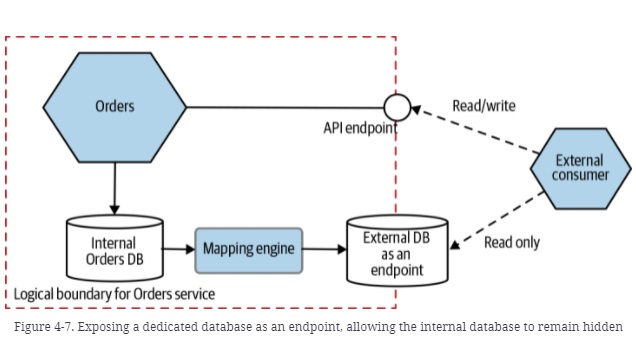 Orders
Read/write
API endpoint
External
consumer
Internal
Orders DB
Mapping engine
External DB
as an
endpoint
Read only
Logical boundary for Orders service
Figure 4-7. Exposing a dedicated database as an endpoint, allowing the internal database to remain hidden